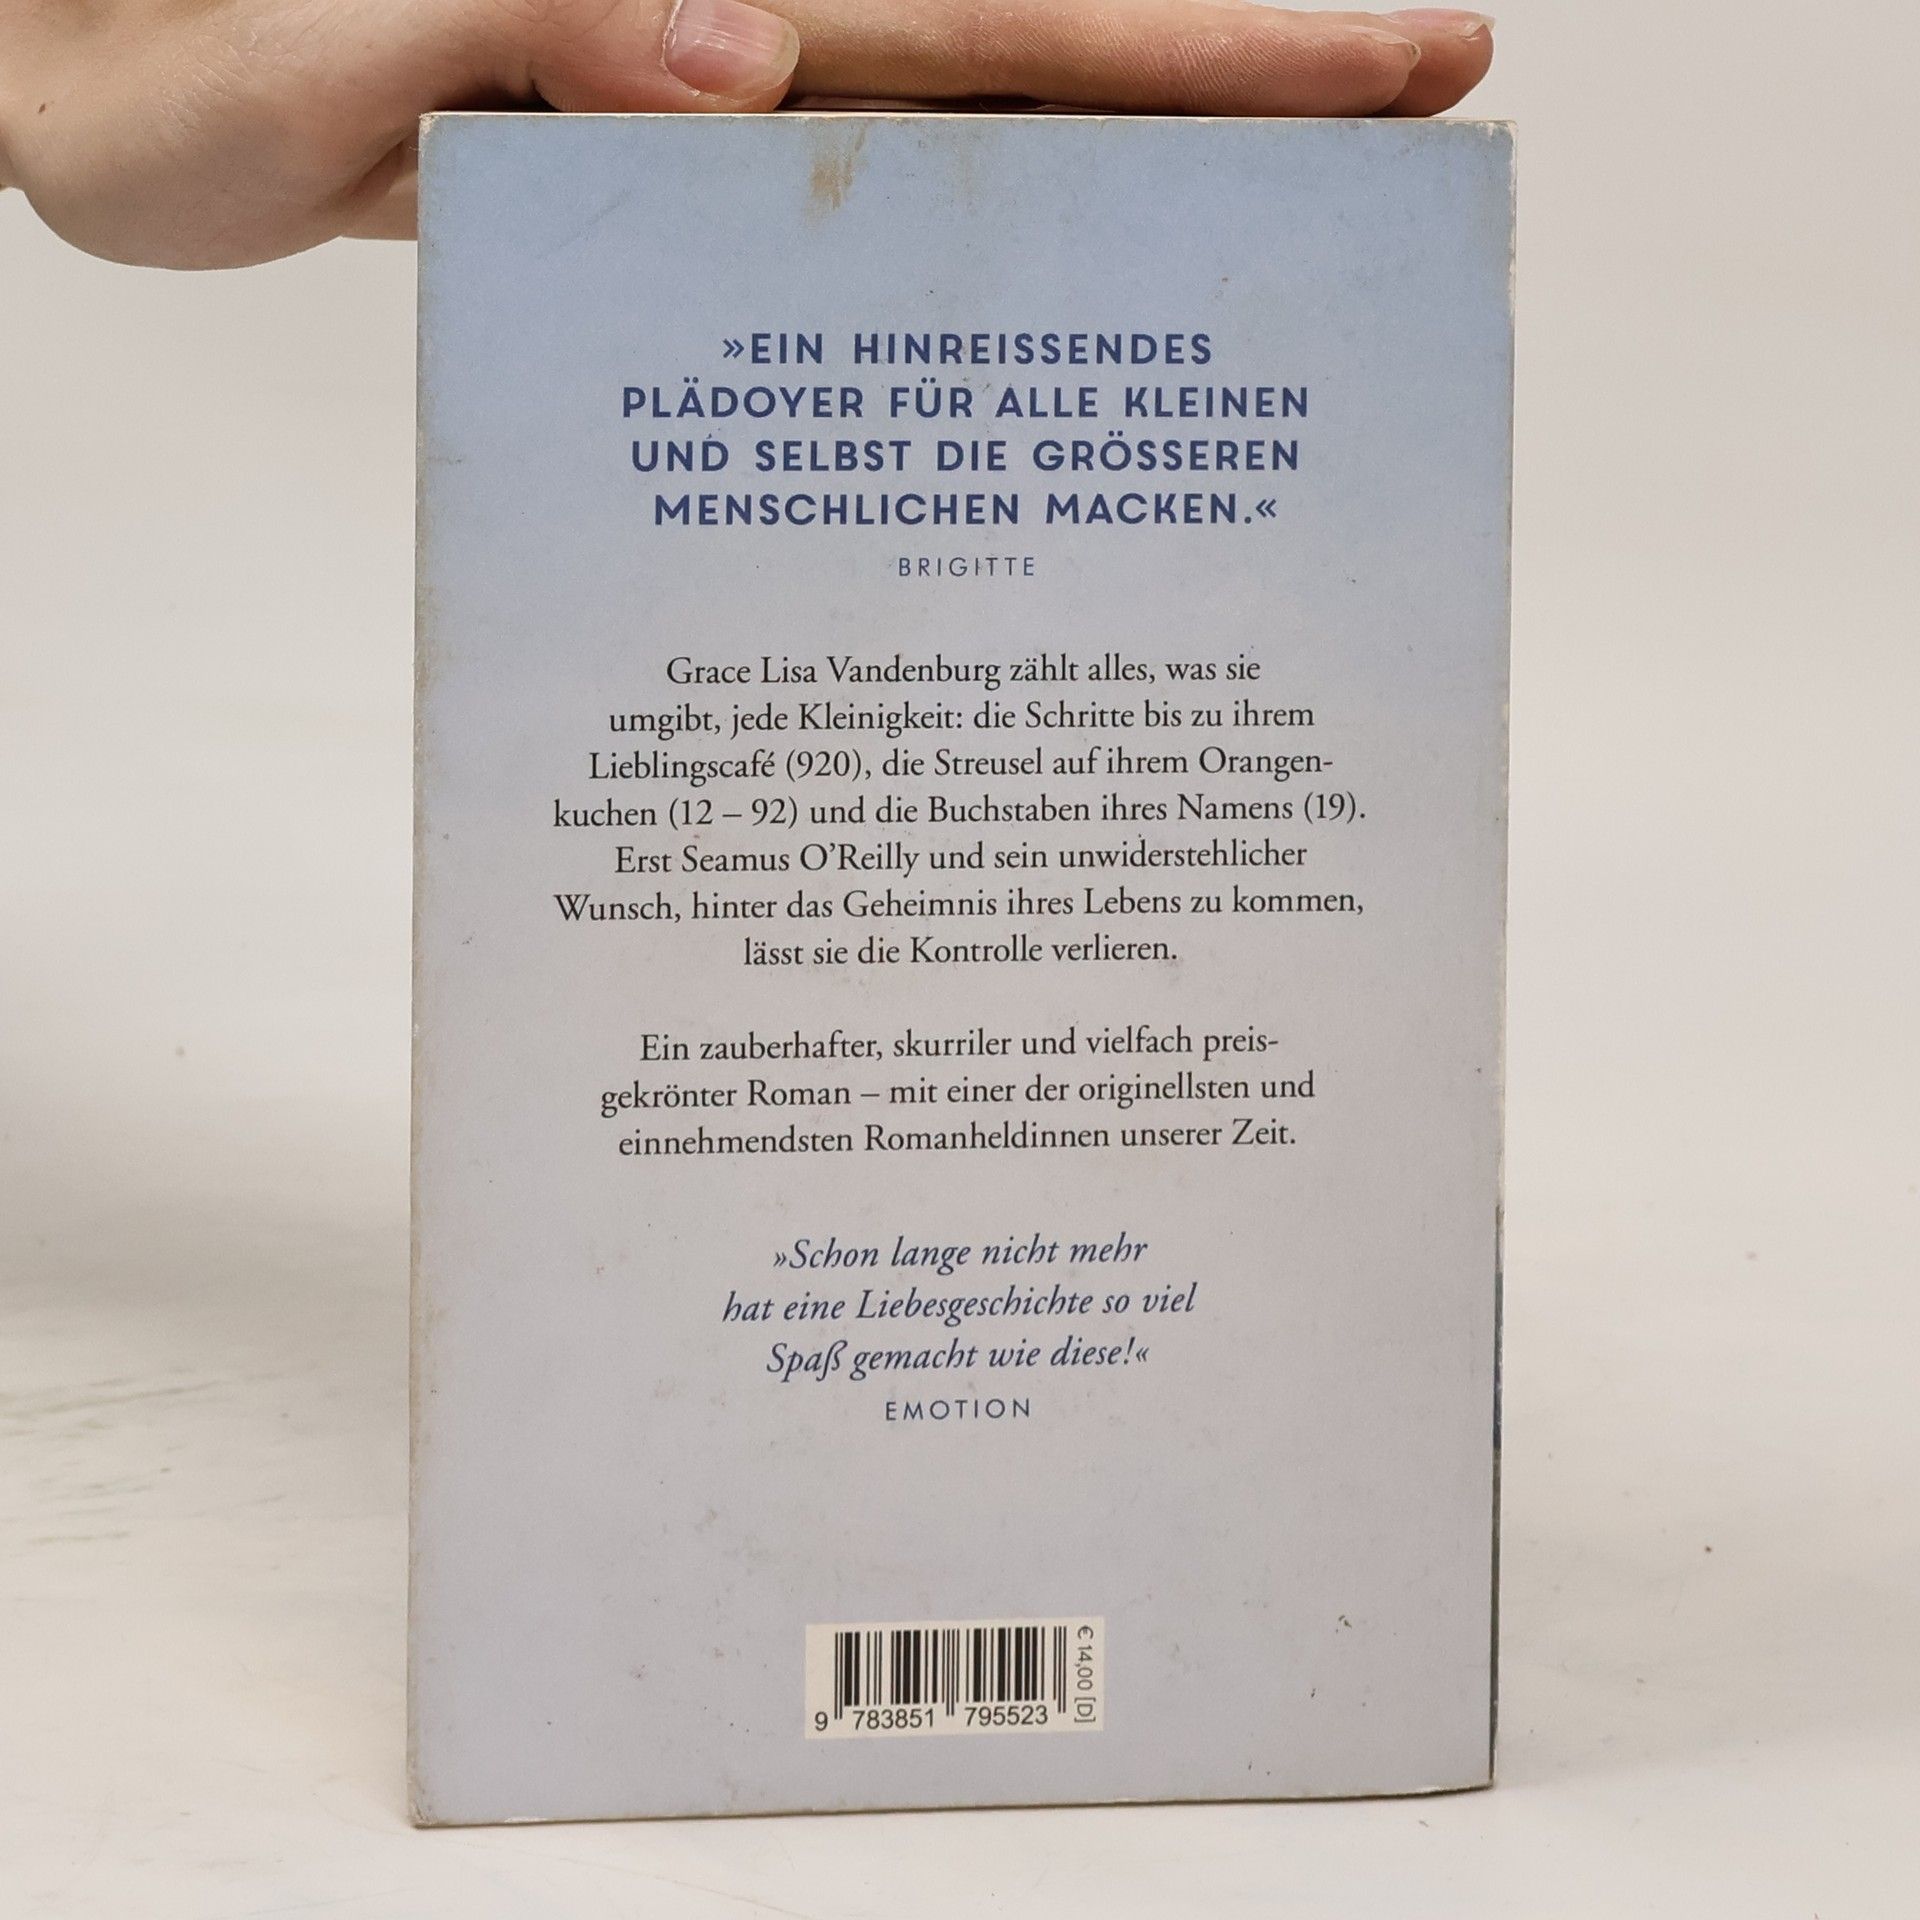 »EIN HINREISSENDES
PLÄDOYER FÜR ALLE KLEINEN
UND SELBST DIE GRÖSSEREN
MENSCHLICHEN MACKEN.«
BRIGITTE
Grace Lisa Vandenburg zählt alles, was sie
umgibt, jede Kleinigkeit: die Schritte bis zu ihrem
Lieblingscafé (920), die Streusel auf ihrem Orangen-
kuchen (12 – 92) und die Buchstaben ihres Namens (19).
Erst Seamus O’Reilly und sein unwiderstehlicher
Wunsch, hinter das Geheimnis ihres Lebens zu kommen,
lässt sie die Kontrolle verlieren.
Ein zauberhafter, skurriler und vielfach preis-
gekrönter Roman – mit einer der originellsten und
einnehmendsten Romanheldinnen unserer Zeit.
»Schon lange nicht mehr
hat eine Liebesgeschichte so viel
Spaß gemacht wie diese!«
EMOTION
9 783851 795523
€ 14,00 [D]